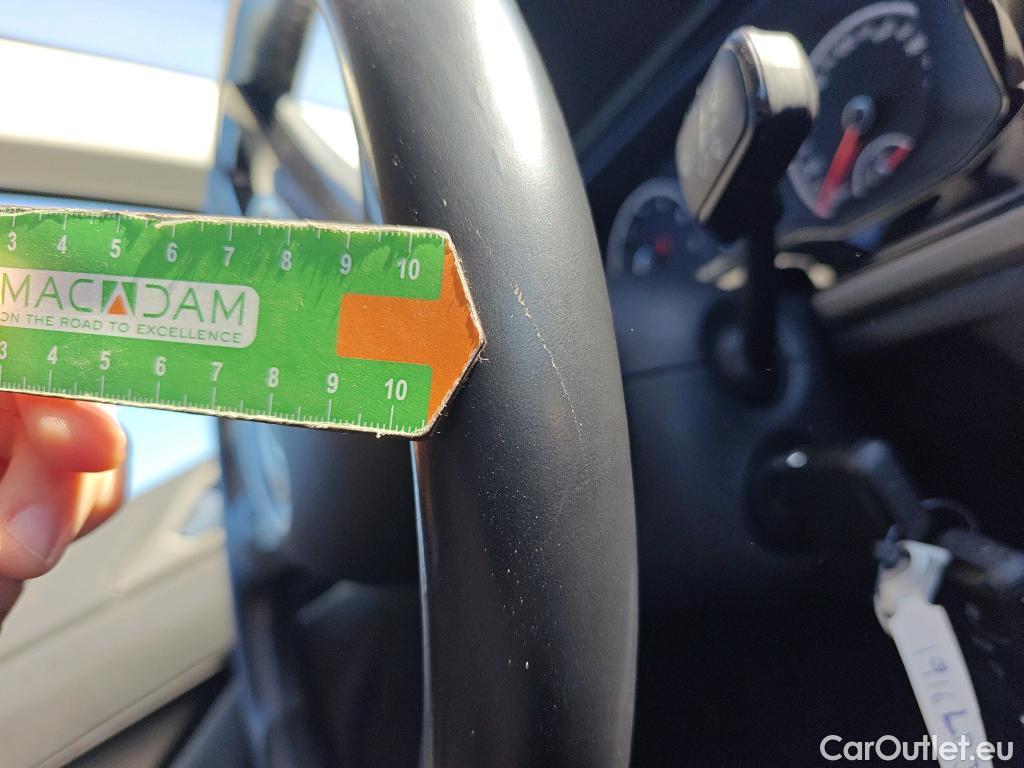 3 4 5 6 7 8 9 10
MACADAM
ON THE ROAD TO EXCELLENCE
3 4 5 6 7 8 9 10
CarOutlet.eu